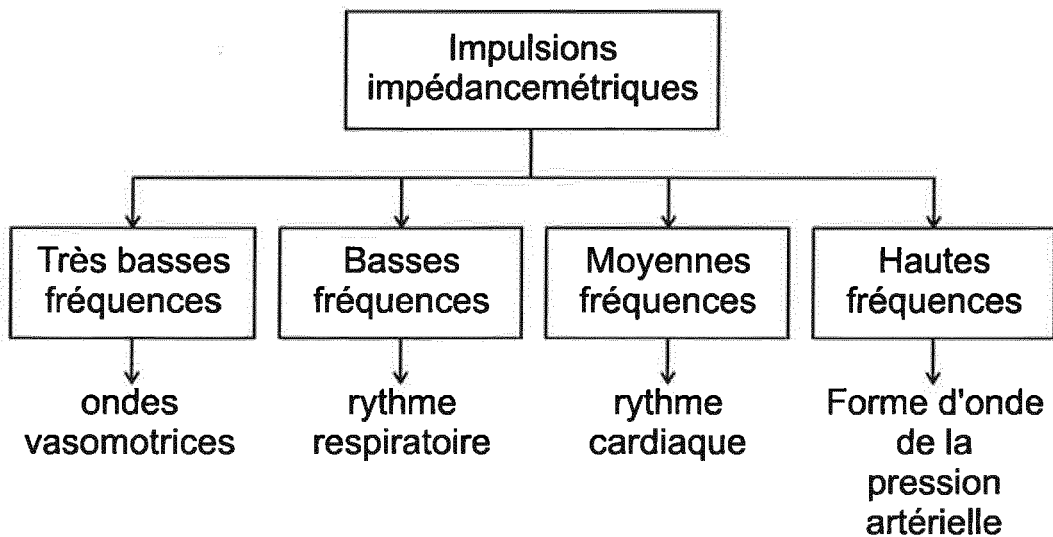 Impulsions
impédancemétriques
Très basses
fréquences
Basses
fréquences
Moyennes
fréquences
Hautes
fréquences
ondes
vasomotrices
rythme
respiratoire
rythme
cardiaque
Forme d'onde
de la
pression
artérielle